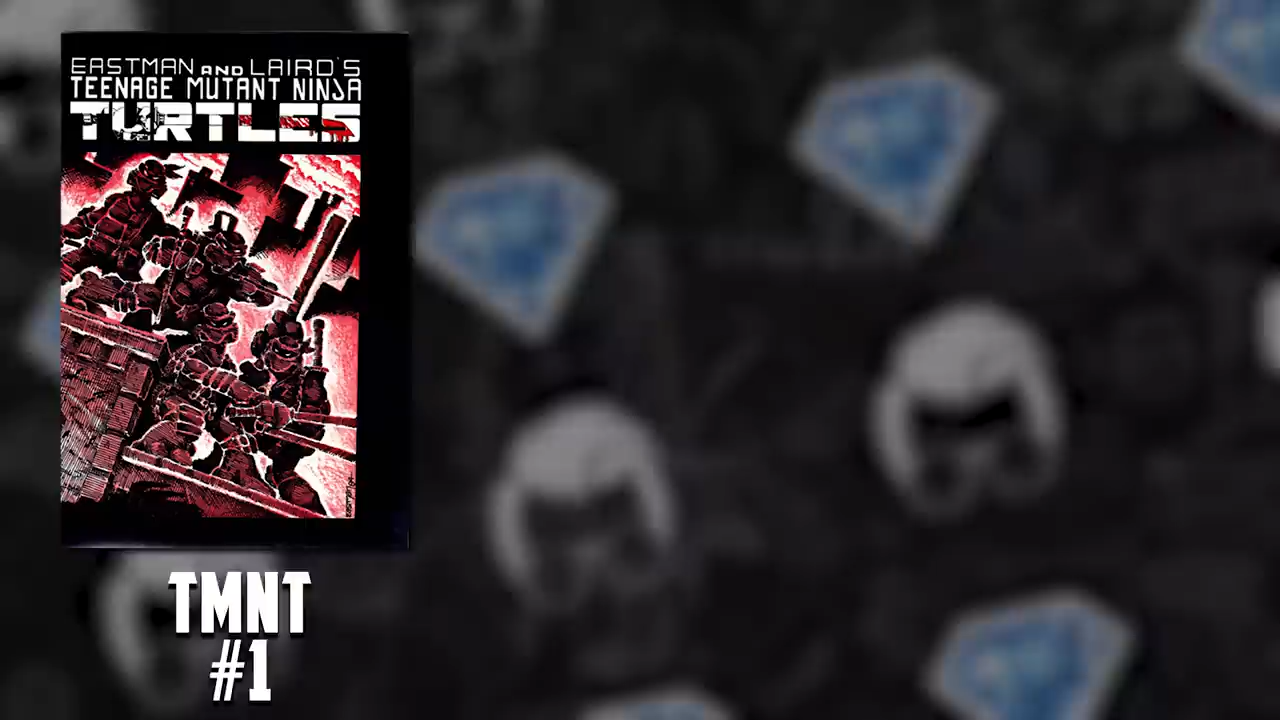 EASTMAN AND LAIRD'S
TEENAGE MUTANT NINJA
TURTLES
TMNT
#1